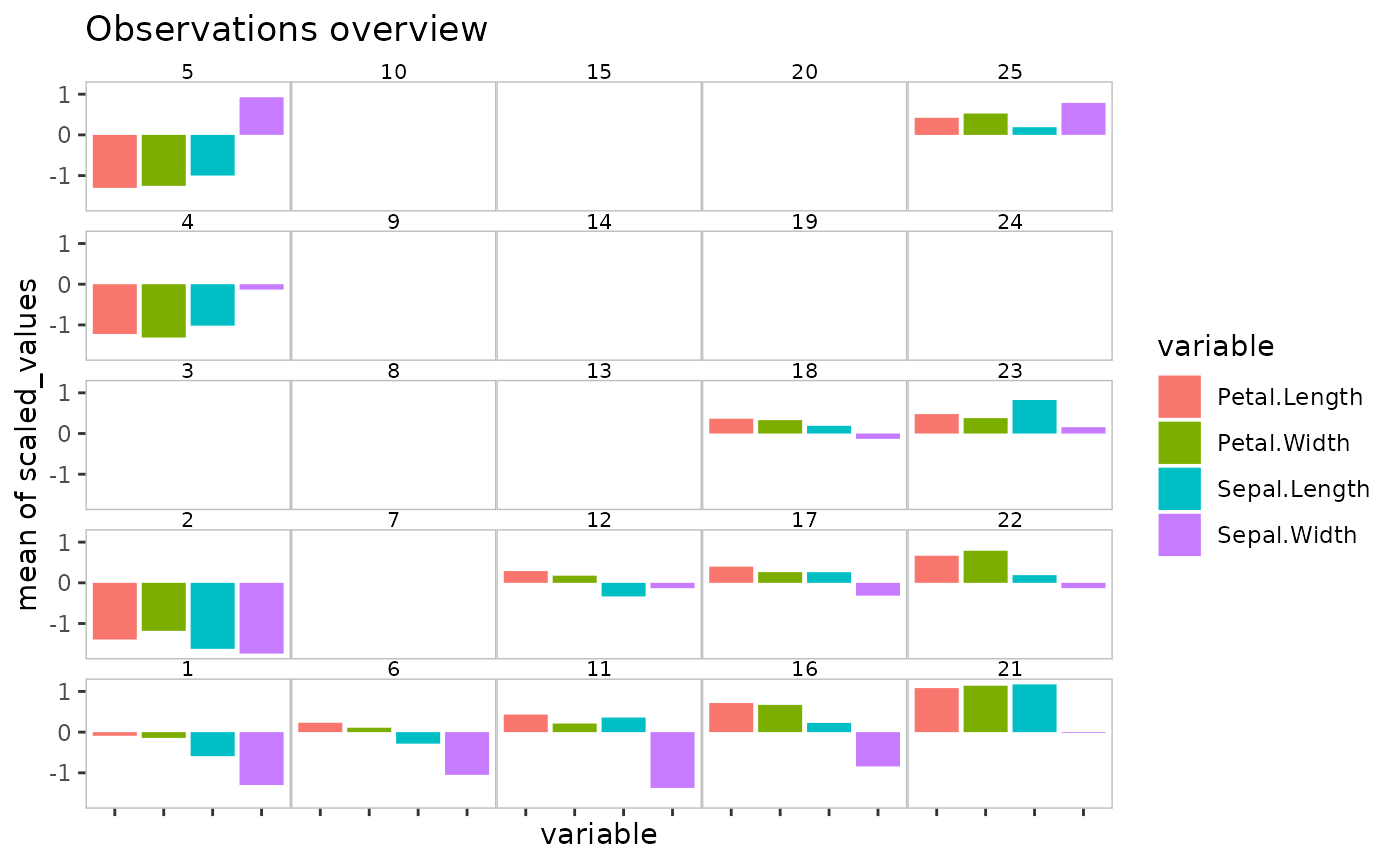 Observations overview
5 10 15 20 25
1
0
-1
4 9 14 19 24
1
0
-1
3 8 13 18 23
1
0
-1
2 7 12 17 22
1
0
-1
1 6 11 16 21
1
0
-1
mean of scaled_values
variable
variable
Petal.Length
Petal.Width
Sepal.Length
Sepal.Width